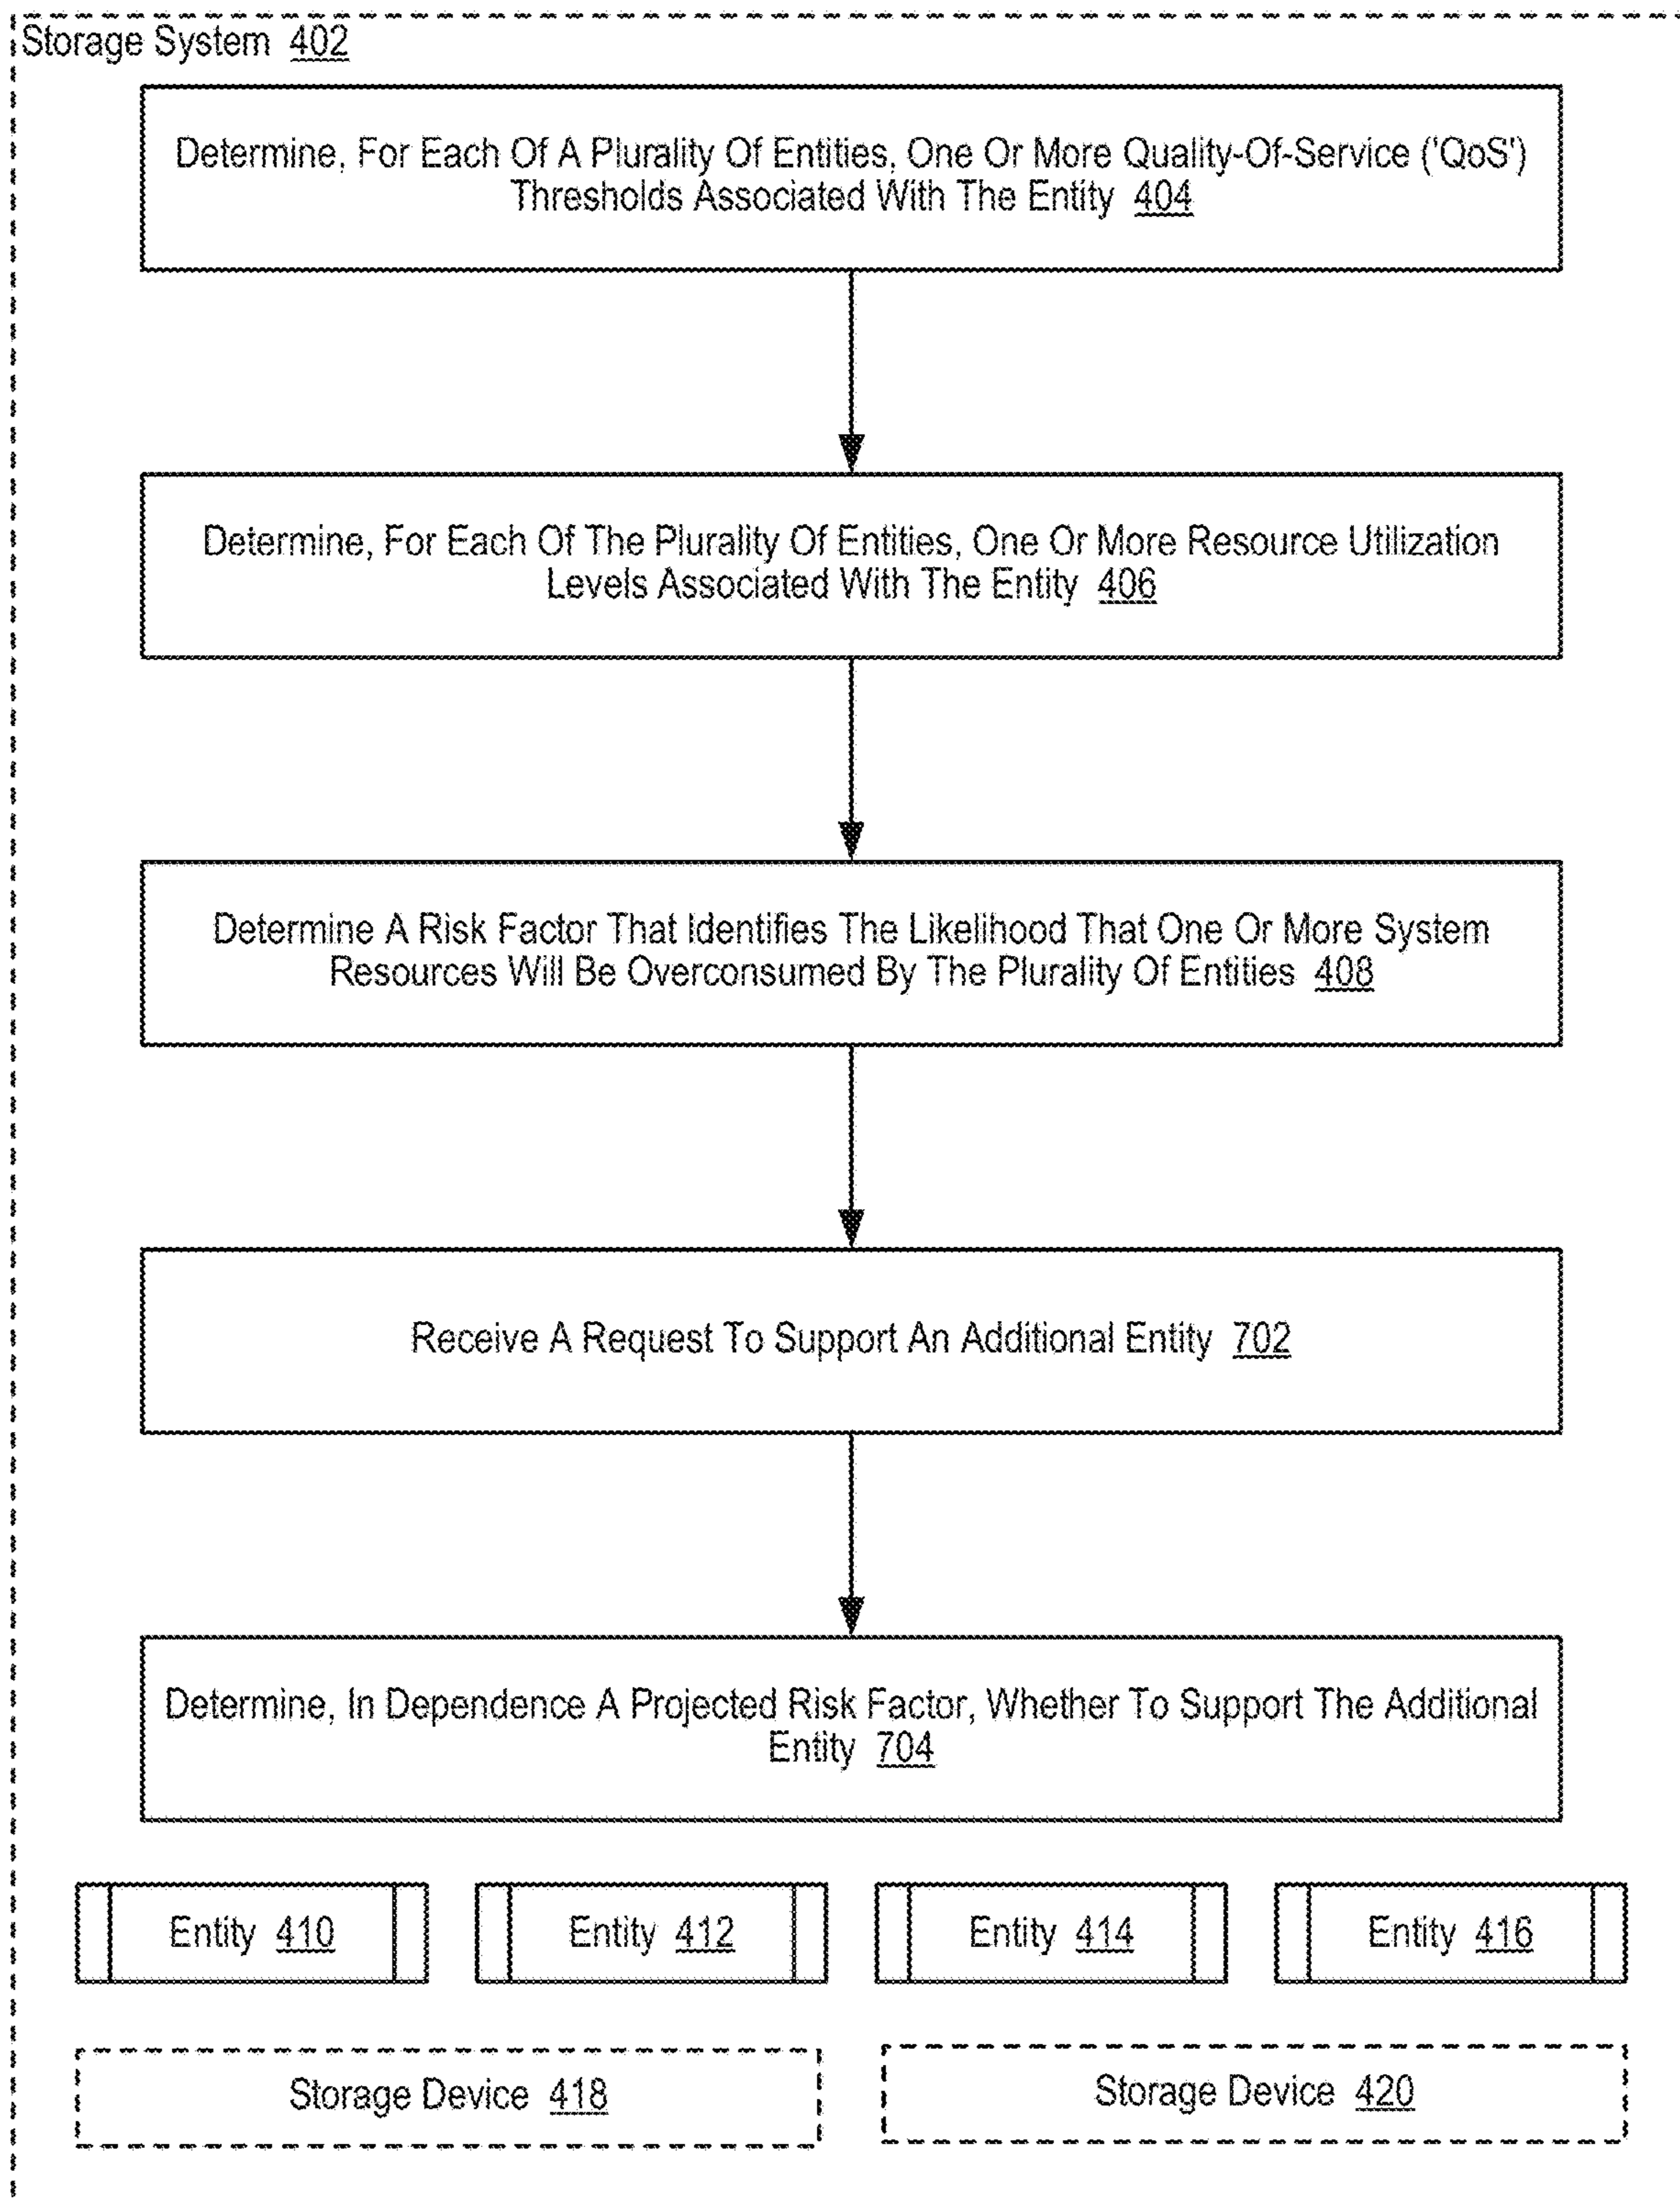 Storage System 402
Determine, For Each Of A Plurality Of Entities, One Or More Quality-Of-Service ('QoS')
Thresholds Associated With The Entity 404
Determine, For Each Of The Plurality Of Entities, One Or More Resource Utilization
Levels Associated With The Entity 406
Determine A Risk Factor That Identifies The Likelihood That One Or More System
Resources Will Be Overconsumed By The Plurality Of Entities 408
Receive A Request To Support An Additional Entity 702
Determine, In Dependence A Projected Risk Factor, Whether To Support The Additional
Entity 704
Entity 410
Entity 412
Entity 414
Entity 416
Storage Device 418
Storage Device 420